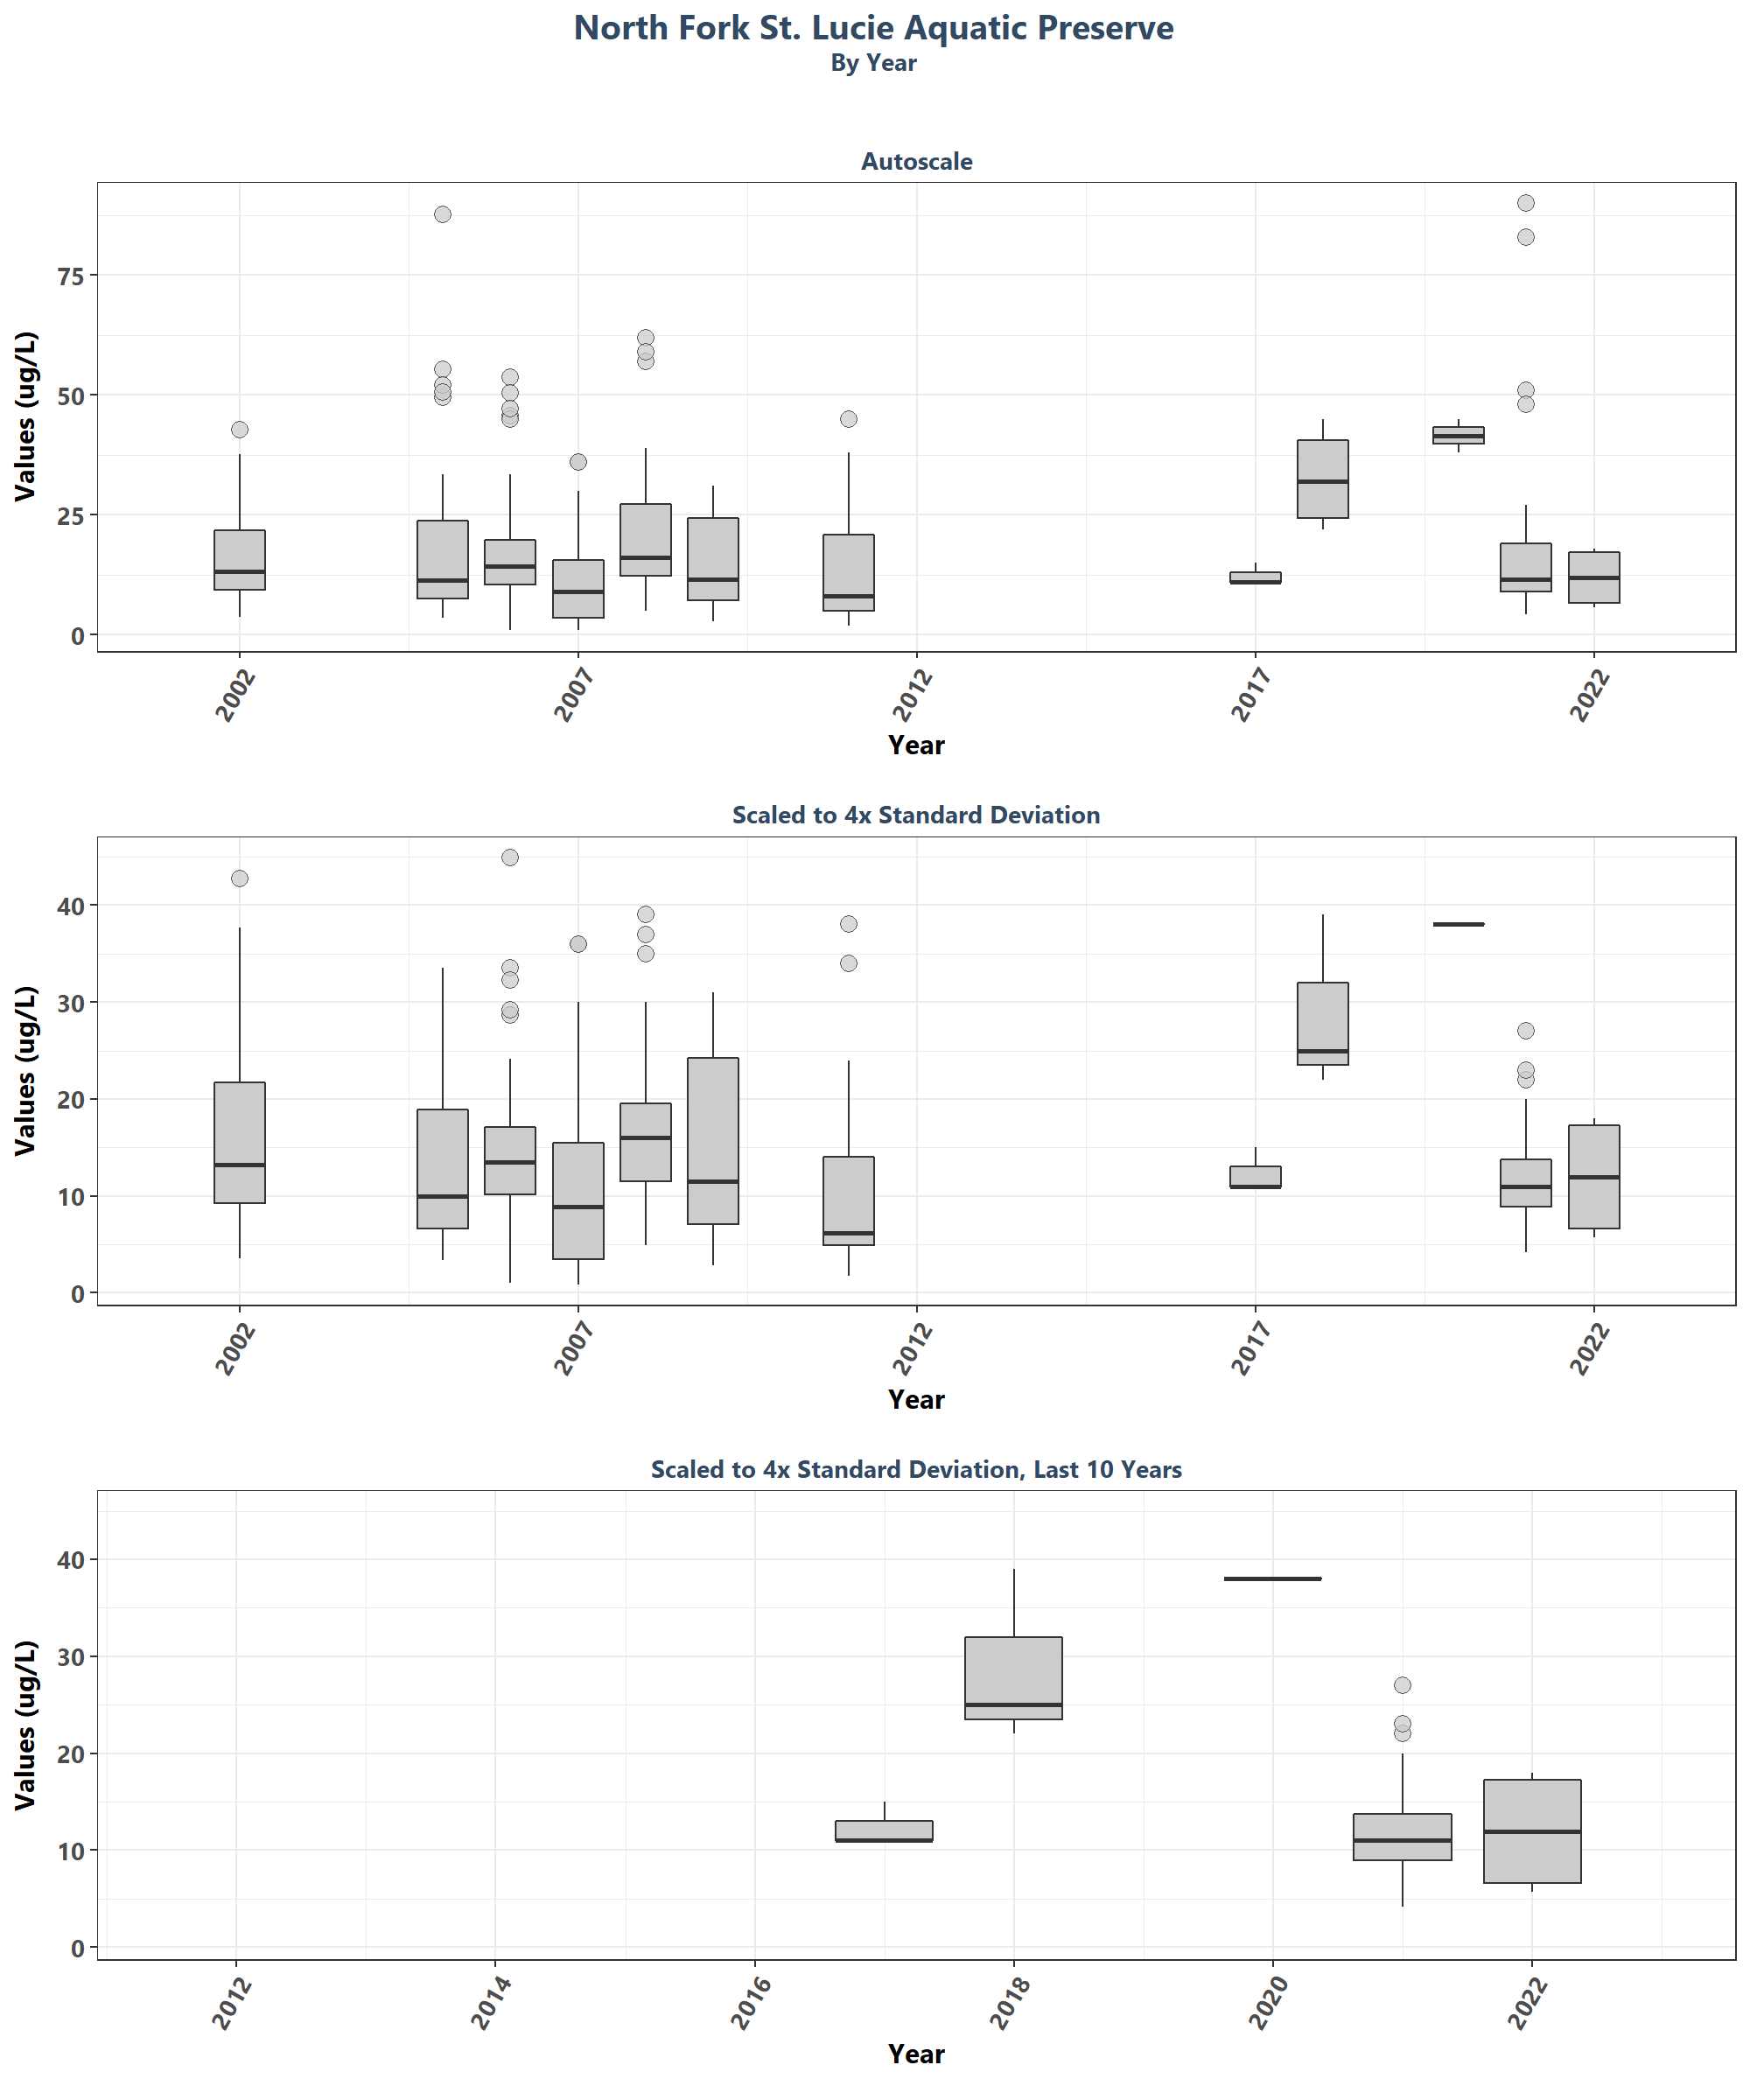 North Fork St. Lucie Aquatic Preserve
By Year
Autoscale
Values (ug/L)
75
50
25
0
2002 2007 2012 2017 2022
Year
Scaled to 4x Standard Deviation
Values (ug/L)
40
30
20
10
0
2002 2007 2012 2017 2022
Year
Scaled to 4x Standard Deviation, Last 10 Years
Values (ug/L)
40
30
20
10
0
2012 2014 2016 2018 2020 2022
Year